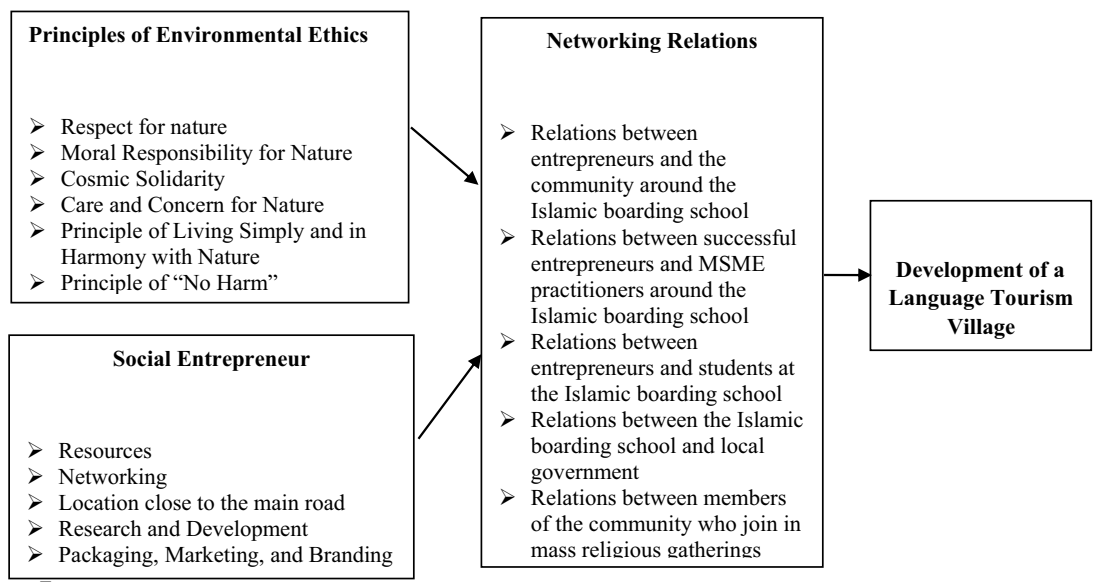 Principles of Environmental Ethics
➢ Respect for nature
➢ Moral Responsibility for Nature
➢ Cosmic Solidarity
➢ Care and Concern for Nature
➢ Principle of Living Simply and in
Harmony with Nature
➢ Principle of “No Harm”
Social Entrepreneur
➢ Resources
➢ Networking
➢ Location close to the main road
➢ Research and Development
➢ Packaging, Marketing, and Branding
Networking Relations
➢ Relations between
entrepreneurs and the
community around the
Islamic boarding school
➢ Relations between successful
entrepreneurs and MSME
practitioners around the
Islamic boarding school
➢ Relations between
entrepreneurs and students at
the Islamic boarding school
➢ Relations between the Islamic
boarding school and local
government
➢ Relations between members
of the community who join in
mass religious gatherings
Development of a
Language Tourism
Village